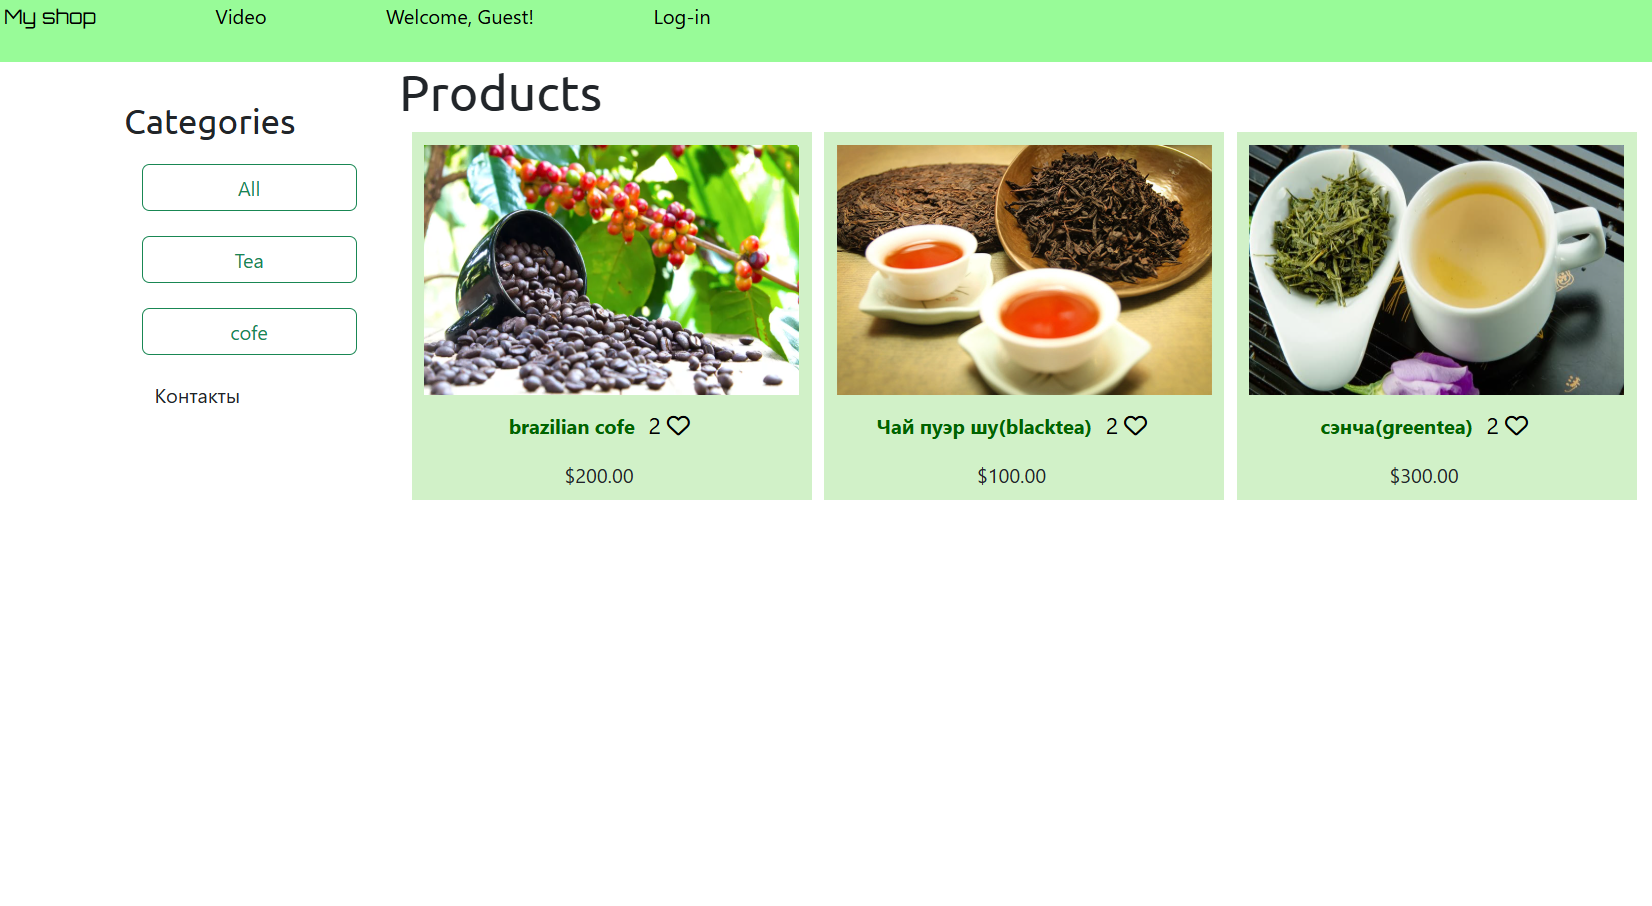 My shop Video Welcome, Guest! Log-in
Products
Categories
All
Tea
cofe
Контакты
brazilian cofe 2
$200.00
Чай пуэр шу(blacktea) 2
$100.00
сэнча(greentea) 2
$300.00